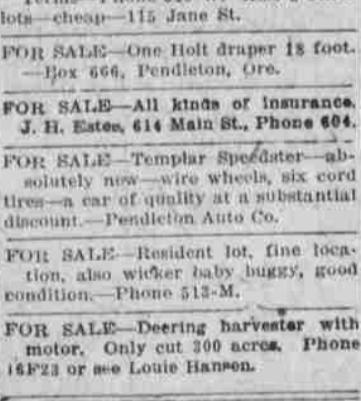 lots—cheap—115 Jane St.
FOR SALE—One Holt draper 18 foot.
—Box 666, Pendleton, Ore.
FOR SALE—All kinds of insurance.
J. H. Estes, 614 Main St., Phone 604.
FOR SALE—Templar Speedster—ab-
solutely new—wire wheels, six cord
tires—a car of quality at a substantial
discount.—Pendleton Auto Co.
FOR SALE—Resident lot, fine loca-
tion, also wicker baby buggy, good
condition.—Phone 513-M.
FOR SALE—Deering harvester with
motor. Only cut 300 acres. Phone
16F23 or see Louie Hansen.